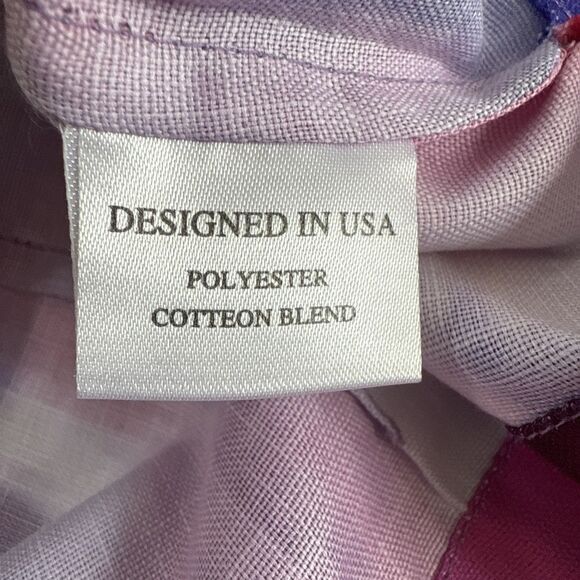 DESIGNED IN USA
POLYESTER
COTTEON BLEND